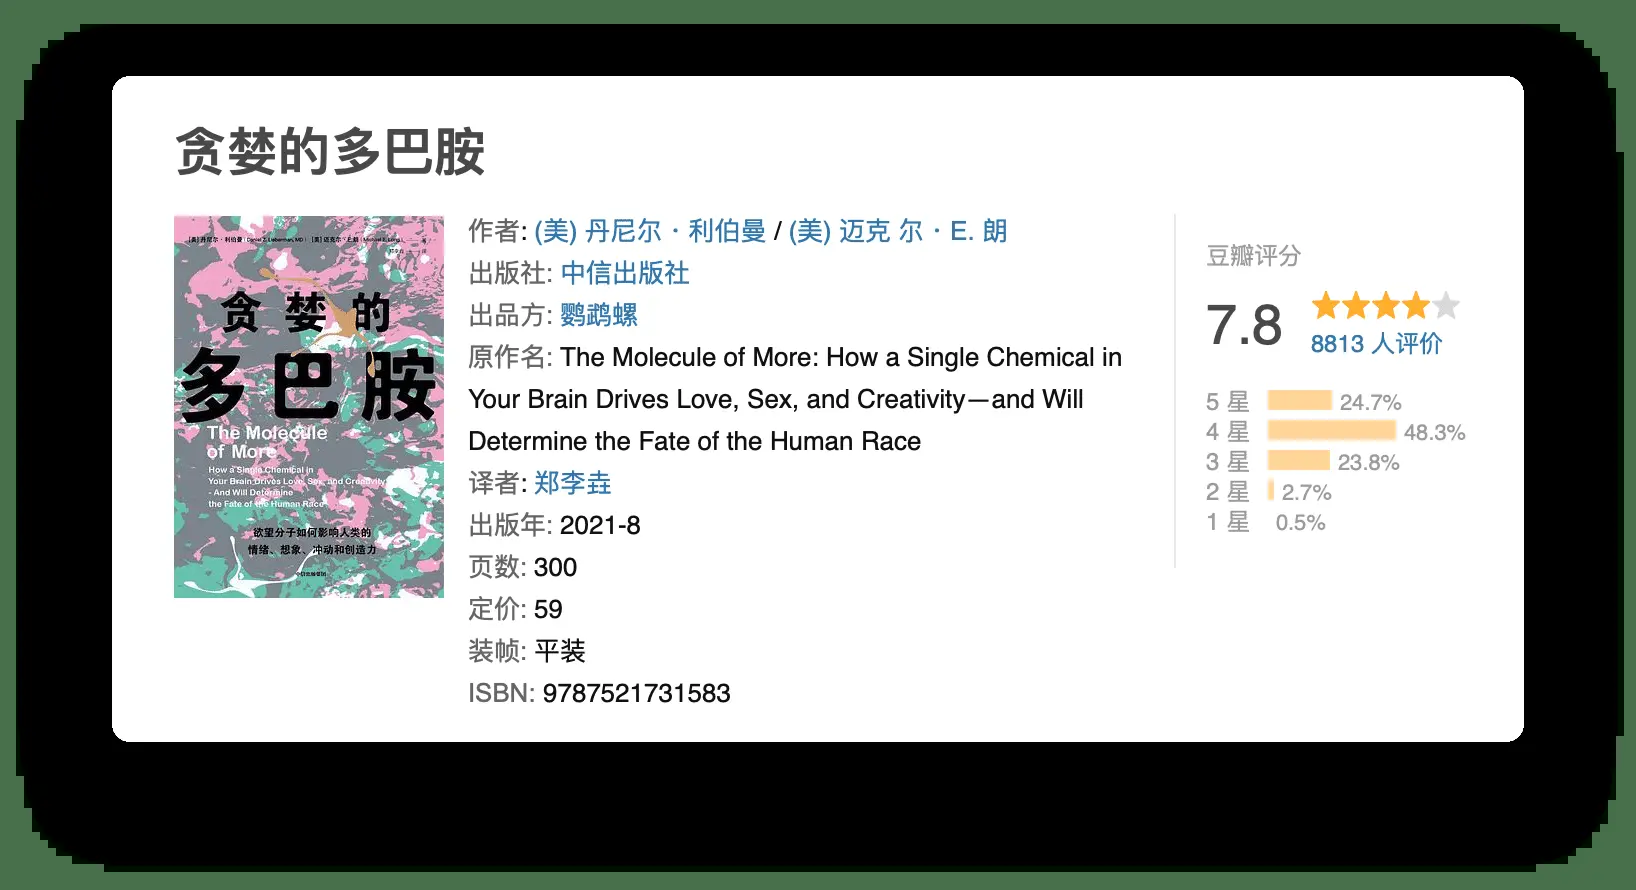 贪婪的多巴胺
[美] 丹尼尔·利伯曼 (Daniel Z. Lieberman, MD) [美] 迈克尔·E. 朗 (Michael E. Long)
贪婪的
多巴胺
The Molecule
of More
How a Single Chemical in
Your Brain Drives Love, Sex, and Creativity
- And Will Determine
the Fate of the Human Race
欲望分子如何影响人类的
情绪、想象、冲动和创造力
作者: (美) 丹尼尔 · 利伯曼 / (美) 迈克 尔 · E. 朗
出版社: 中信出版社
出品方: 鹦鹉螺
原作名: The Molecule of More: How a Single Chemical in
Your Brain Drives Love, Sex, and Creativity—and Will
Determine the Fate of the Human Race
译者: 郑李垚
出版年: 2021-8
页数: 300
定价: 59
装帧: 平装
ISBN: 9787521731583
豆瓣评分
7.8
8813 人评价
5 星 24.7%
4 星 48.3%
3 星 23.8%
2 星 2.7%
1 星 0.5%